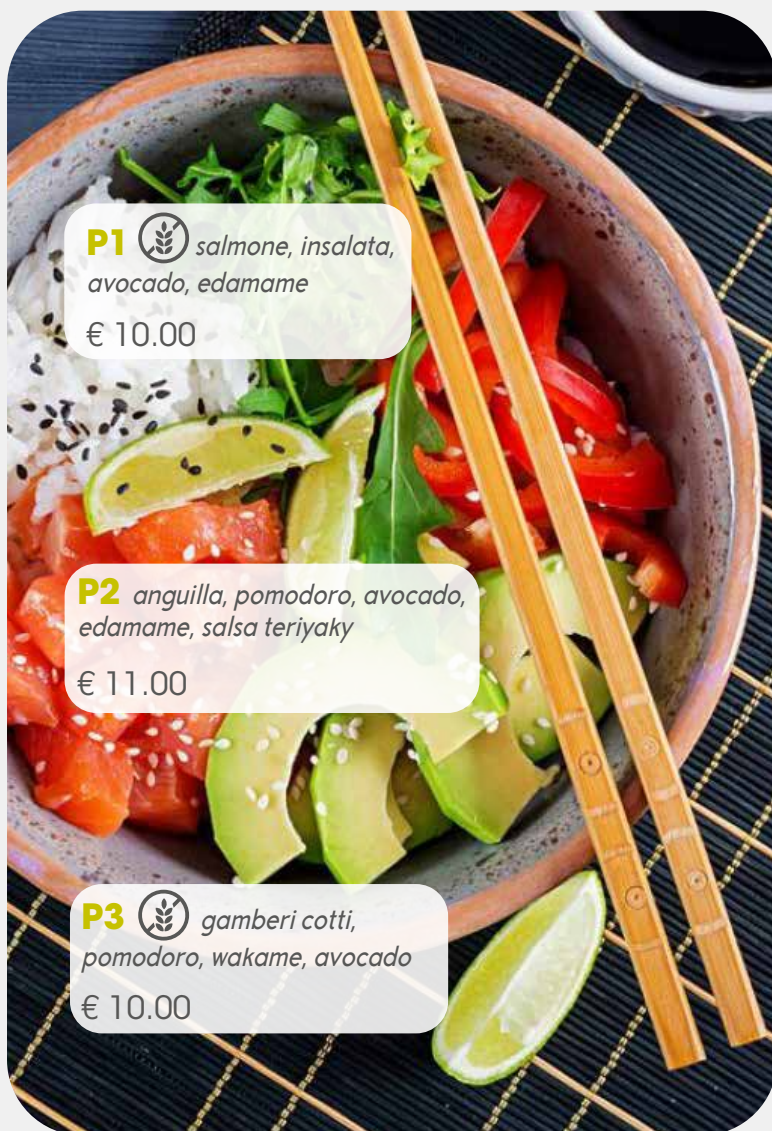 P1 salmone, insalata,
avocado, edamame
€ 10.00
P2 anguilla, pomodoro, avocado,
edamame, salsa teriyaky
€ 11.00
P3 gamberi cotti,
pomodoro, wakame, avocado
€ 10.00